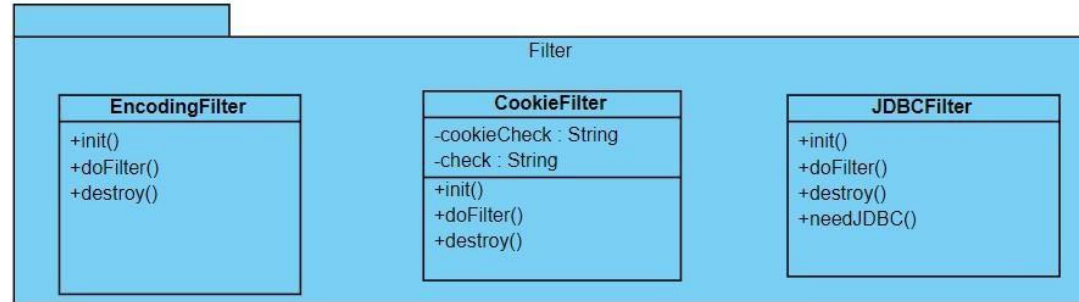 Filter
EncodingFilter
+init()
+doFilter()
+destroy()
CookieFilter
-cookieCheck : String
-check : String
+init()
+doFilter()
+destroy()
JDBCFilter
+init()
+doFilter()
+destroy()
+needJDBC()